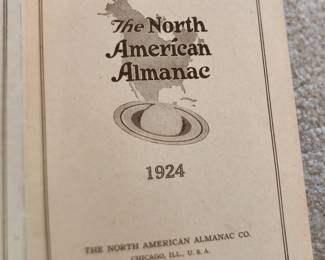 The North
American
Almanac
1924
THE NORTH AMERICAN ALMANAC CO.
CHICAGO, ILL., U. S. A.